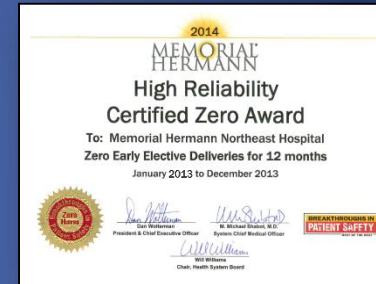 2014
MEMORIAL
HERMANN
High Reliability
Certified Zero Award
To: Memorial Hermann Northeast Hospital
Zero Early Elective Deliveries for 12 months
January 2013 to December 2013
Zero
Harm
Dan Wolterman
President & Chief Executive Officer
M. Michael Shabot, M.D.
System Chief Medical Officer
Will Williams
Chair, Health System Board
BREAKTHROUGHS IN
PATIENT SAFETY